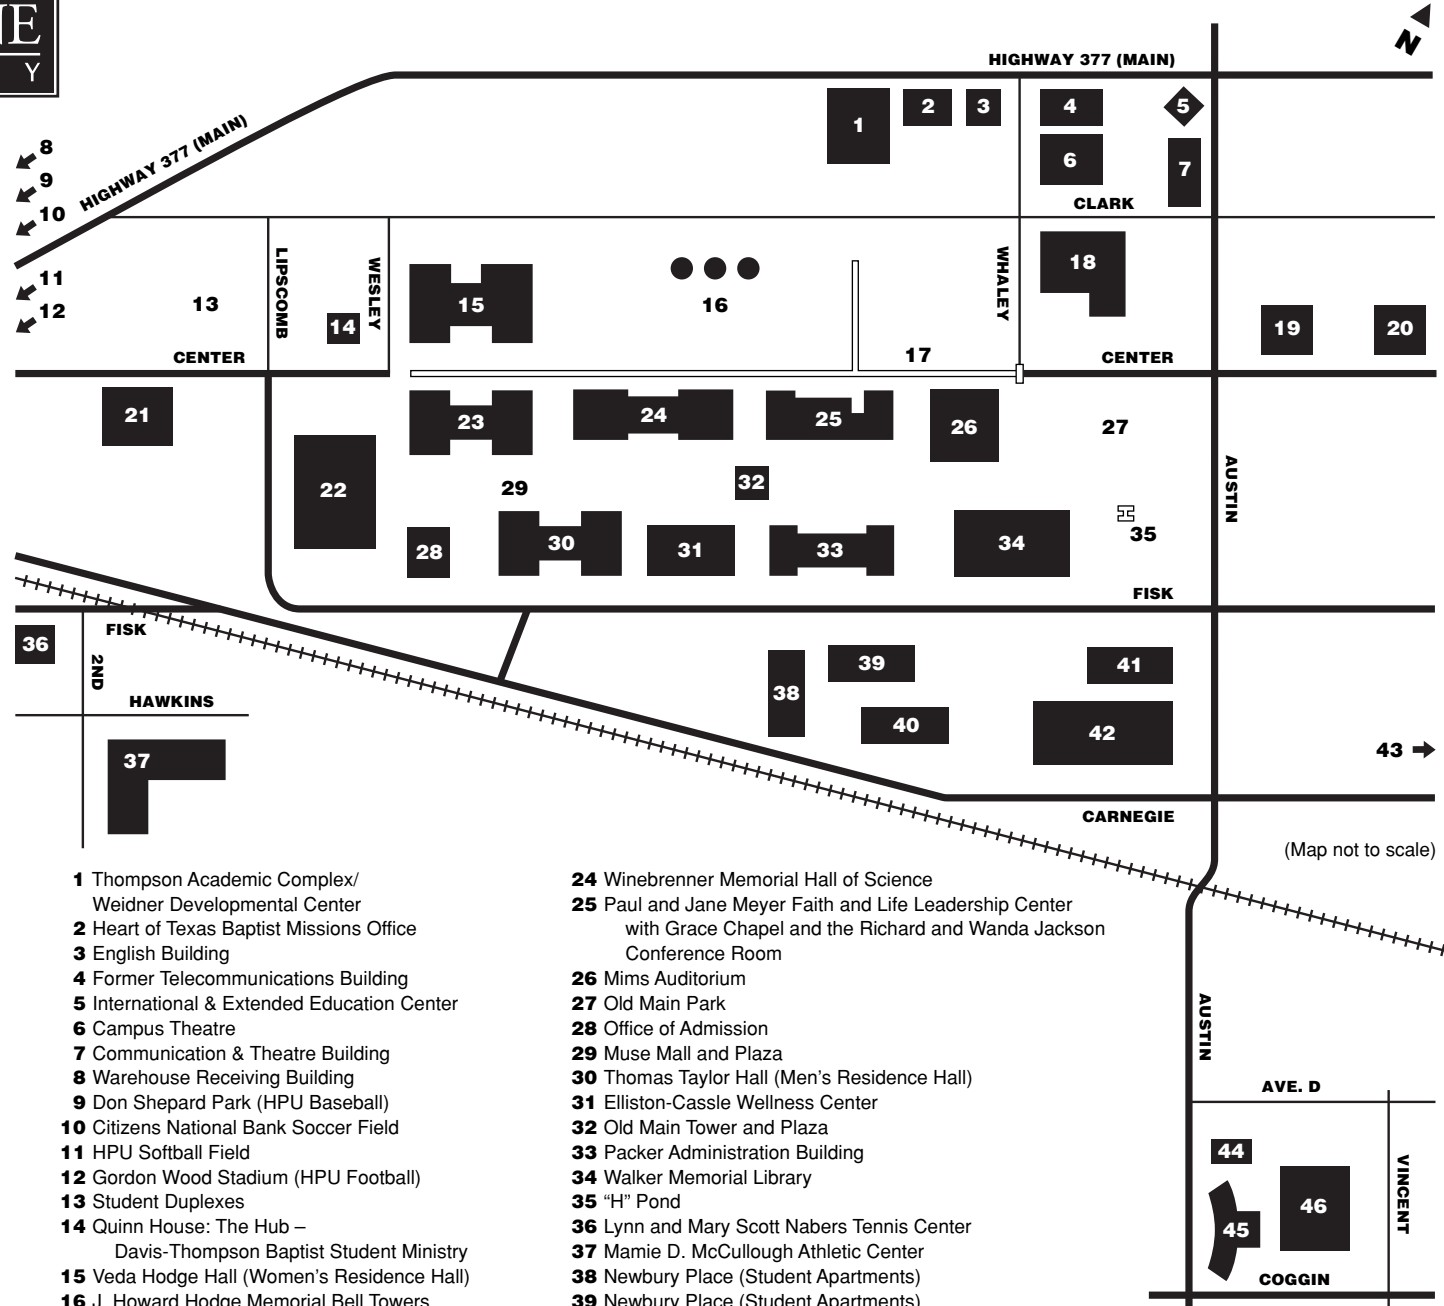 NE
Y
N
HIGHWAY 377 (MAIN)
HIGHWAY 377 (MAIN)
1
2
3
4
5
6
7
8
9
10
11
12
CLARK
LIPSCOMB
WESLEY
WHALEY
13
14
15
16
17
18
19
20
CENTER
CENTER
21
22
23
24
25
26
27
AUSTIN
28
29
30
31
32
33
34
35
FISK
FISK
36
2ND
HAWKINS
37
38
39
40
41
42
43
CARNEGIE
(Map not to scale)
AUSTIN
AVE. D
44
45
46
VINCENT
COGGIN
1 Thompson Academic Complex/
Weidner Developmental Center
2 Heart of Texas Baptist Missions Office
3 English Building
4 Former Telecommunications Building
5 International & Extended Education Center
6 Campus Theatre
7 Communication & Theatre Building
8 Warehouse Receiving Building
9 Don Shepard Park (HPU Baseball)
10 Citizens National Bank Soccer Field
11 HPU Softball Field
12 Gordon Wood Stadium (HPU Football)
13 Student Duplexes
14 Quinn House: The Hub –
Davis-Thompson Baptist Student Ministry
15 Veda Hodge Hall (Women's Residence Hall)
16 J. Howard Hodge Memorial Bell Towers
24 Winebrenner Memorial Hall of Science
25 Paul and Jane Meyer Faith and Life Leadership Center
with Grace Chapel and the Richard and Wanda Jackson
Conference Room
26 Mims Auditorium
27 Old Main Park
28 Office of Admission
29 Muse Mall and Plaza
30 Thomas Taylor Hall (Men's Residence Hall)
31 Elliston-Cassle Wellness Center
32 Old Main Tower and Plaza
33 Packer Administration Building
34 Walker Memorial Library
35 “H” Pond
36 Lynn and Mary Scott Nabers Tennis Center
37 Mamie D. McCullough Athletic Center
38 Newbury Place (Student Apartments)
39 Newbury Place (Student Apartments)